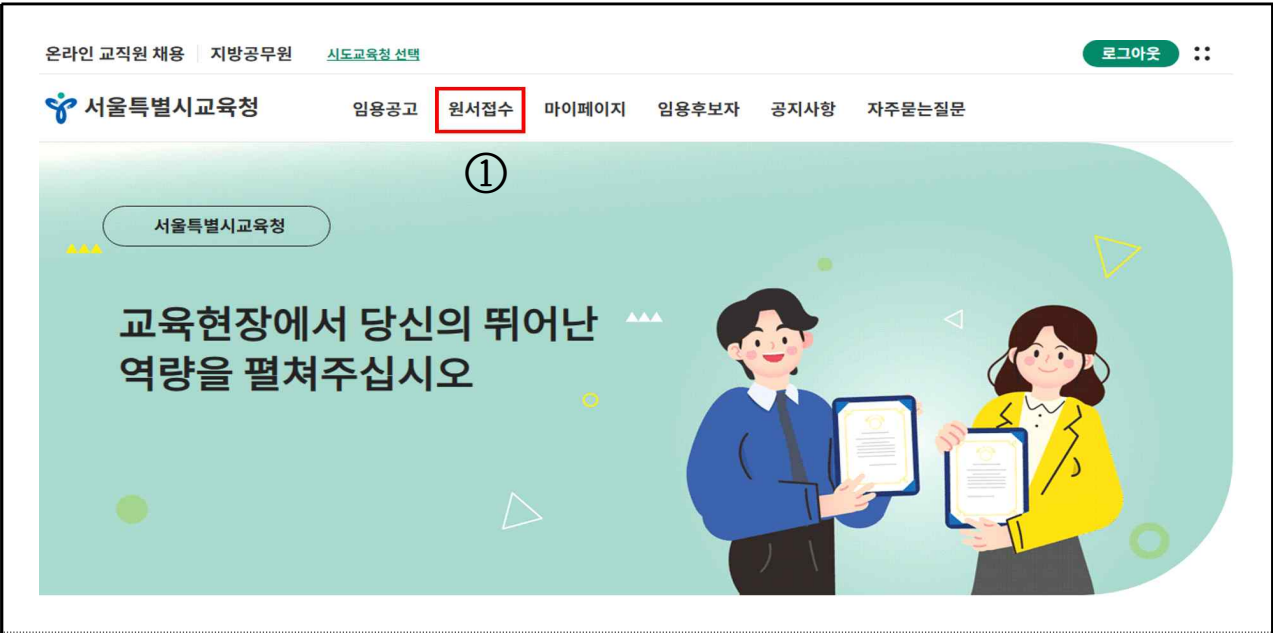 온라인 교직원 채용 지방공무원 시도교육청 선택 로그아웃
서울특별시교육청 임용공고 원서접수 마이페이지 임용후보자 공지사항 자주묻는질문
①
서울특별시교육청
교육현장에서 당신의 뛰어난
역량을 펼쳐주십시오